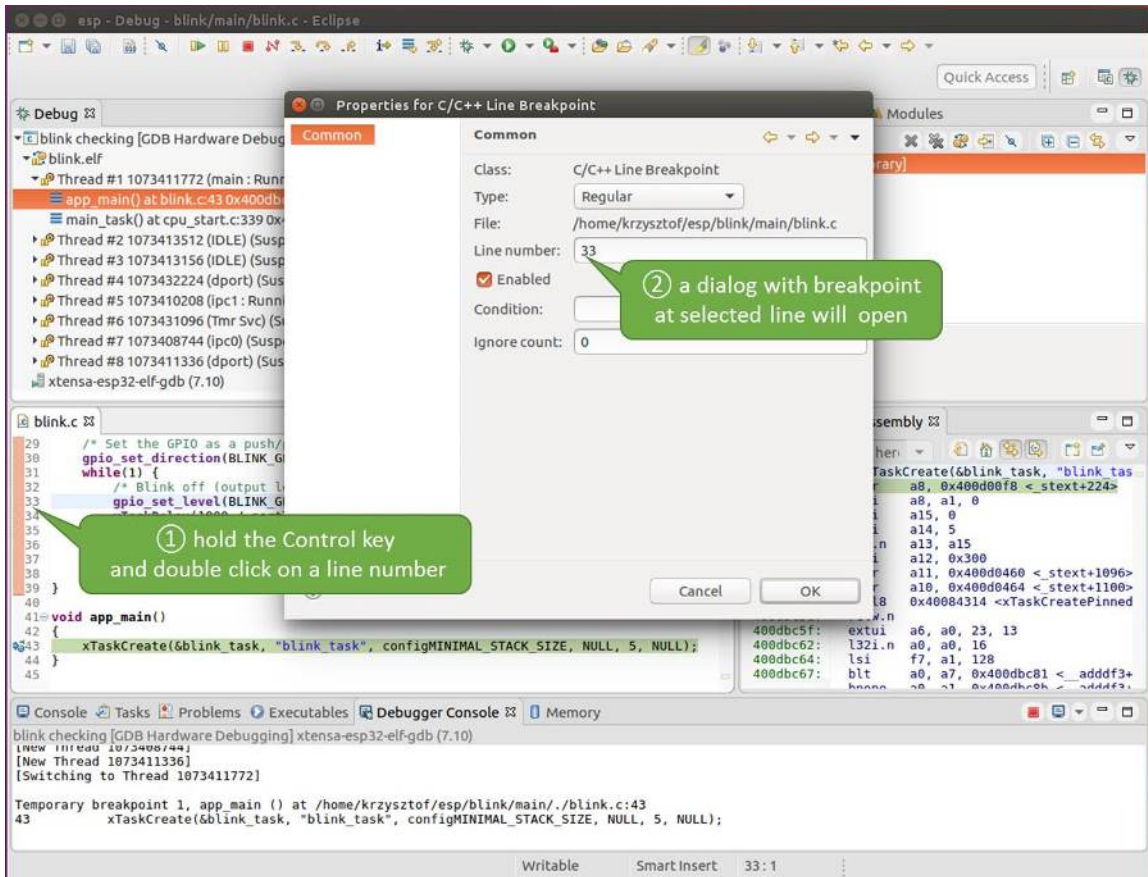 esp - Debug - blink/main/blink.c - Eclipse
Quick Access
Debug
blink checking [GDB Hardware Debug
blink.elf
Thread #1 1073411772 (main : Runn
app_main() at blink.c:43 0x400db
main_task() at cpu_start.c:339 0x
Thread #2 1073413512 (IDLE) (Susp
Thread #3 1073413156 (IDLE) (Susp
Thread #4 1073432224 (dport) (Sus
Thread #5 1073410208 (ipc1 : Runni
Thread #6 1073431096 (Tmr Svc) (S
Thread #7 1073408744 (ipc0) (Susp
Thread #8 1073411336 (dport) (Sus
xtensa-esp32-elf-gdb (7.10)
Properties for C/C++ Line Breakpoint
Common
Common
Class: C/C++ Line Breakpoint
Type: Regular
File: /home/krzysztof/esp/blink/main/blink.c
Line number: 33
Enabled
Condition:
Ignore count: 0
② a dialog with breakpoint
at selected line will open
Cancel OK
Modules
rary]
blink.c
29 /* Set the GPIO as a push/
30 gpio_set_direction(BLINK_G
31 while(1) {
32 /* Blink off (output l
33 gpio_set_level(BLINK_G
34
35
36
37
38
39 }
40
41 void app_main()
42 {
43 xTaskCreate(&blink_task, "blink_task", configMINIMAL_STACK_SIZE, NULL, 5, NULL);
44 }
45
① hold the Control key
and double click on a line number
sembly
her
TaskCreate(&blink_task, "blink_tas
r a8, 0x400d00f8 <_stext+224>
i a8, a1, 0
i a15, 0
i a14, 5
.n a13, a15
i a12, 0x300
r a11, 0x400d0460 <_stext+1096>
r a10, 0x400d0464 <_stext+1100>
l8 0x40084314 <xTaskCreatePinned
w.n
400dbc5f: extui a6, a0, 23, 13
400dbc62: l32i.n a0, a0, 16
400dbc64: lsi f7, a1, 128
400dbc67: blt a0, a7, 0x400dbc81 <__adddf3+
Console Tasks Problems Executables Debugger Console Memory
blink checking [GDB Hardware Debugging] xtensa-esp32-elf-gdb (7.10)
[New Thread 1073408744]
[New Thread 1073411336]
[Switching to Thread 1073411772]
Temporary breakpoint 1, app_main () at /home/krzysztof/esp/blink/main/./blink.c:43
43 xTaskCreate(&blink_task, "blink_task", configMINIMAL_STACK_SIZE, NULL, 5, NULL);
Writable Smart Insert 33 : 1